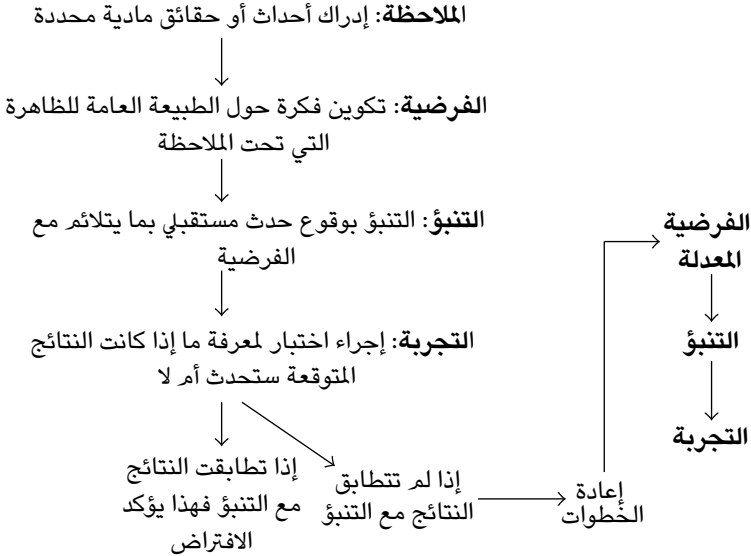 الملاحظة: إدراك أحداث أو حقائق مادية محددة
الفرضية: تكوين فكرة حول الطبيعة العامة للظاهرة
التي تحت الملاحظة
التنبؤ: التنبؤ بوقوع حدث مستقبلي بما يتلائم مع
الفرضية
التجربة: إجراء اختبار لمعرفة ما إذا كانت النتائج
المتوقعة ستحدث أم لا
إذا تطابقت النتائج
مع التنبؤ فهذا يؤكد
الافتراض
إذا لم تتطابق
النتائج مع التنبؤ
إعادة
الخطوات
الفرضية
المعدلة
التنبؤ
التجربة